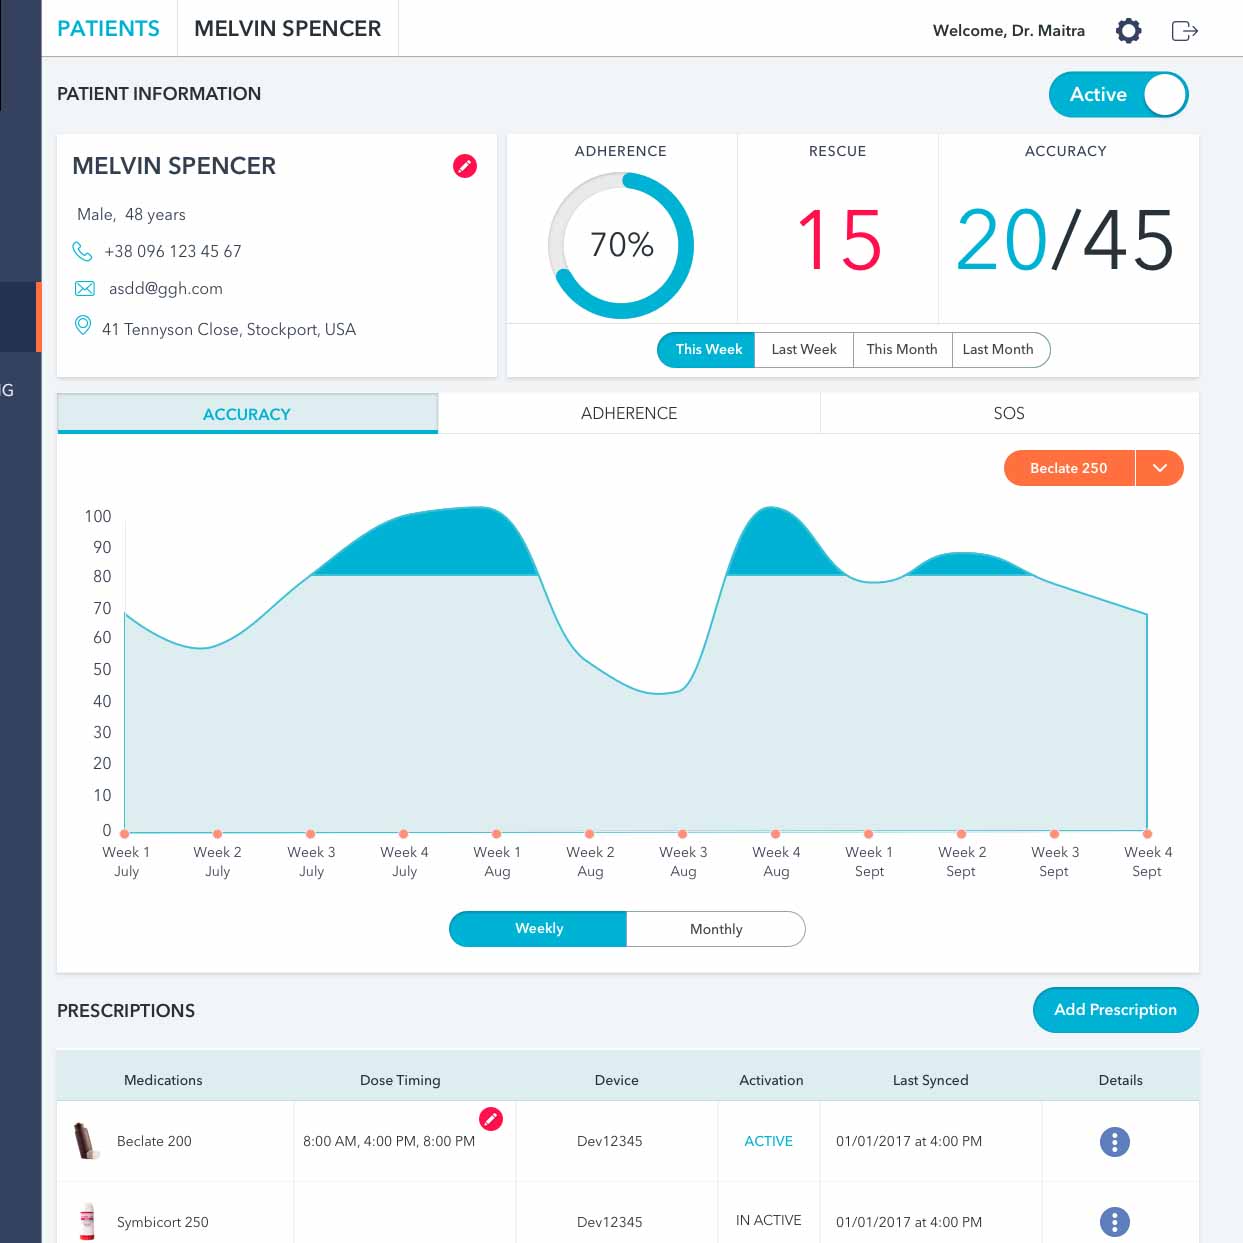 PATIENTS MELVIN SPENCER Welcome, Dr. Maitra
PATIENT INFORMATION Active
MELVIN SPENCER
Male, 48 years
+38 096 123 45 67
asdd@ggh.com
41 Tennyson Close, Stockport, USA
ADHERENCE RESCUE ACCURACY
70% 15 20/45
This Week Last Week This Month Last Month
IG
ACCURACY ADHERENCE SOS
Beclate 250
100
90
80
70
60
50
40
30
20
10
0
Week 1 Week 2 Week 3 Week 4 Week 1 Week 2 Week 3 Week 4 Week 1 Week 2 Week 3 Week 4
July July July July Aug Aug Aug Aug Sept Sept Sept Sept
Weekly Monthly
PRESCRIPTIONS Add Prescription
Medications Dose Timing Device Activation Last Synced Details
Beclate 200 8:00 AM, 4:00 PM, 8:00 PM Dev12345 ACTIVE 01/01/2017 at 4:00 PM
Symbicort 250 Dev12345 IN ACTIVE 01/01/2017 at 4:00 PM